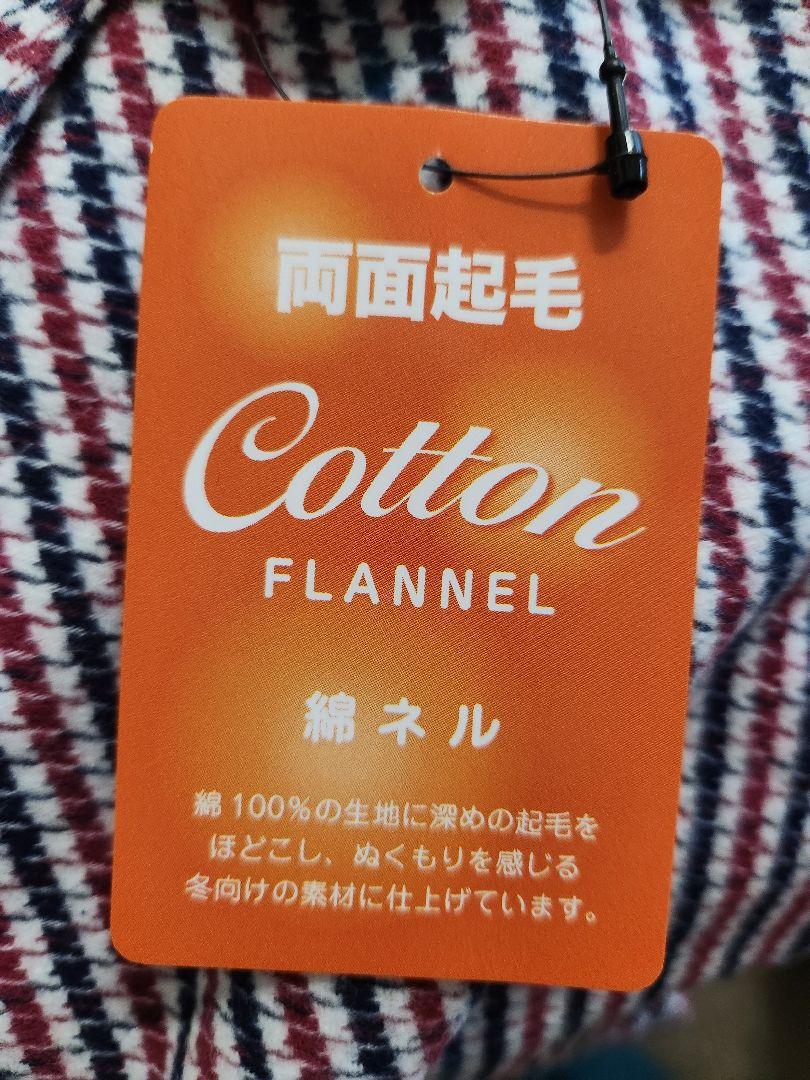 両面起毛
Cotton
FLANNEL
綿ネル
綿100%の生地に深めの起毛を
ほどこし、ぬくもりを感じる
冬向けの素材に仕上げています。